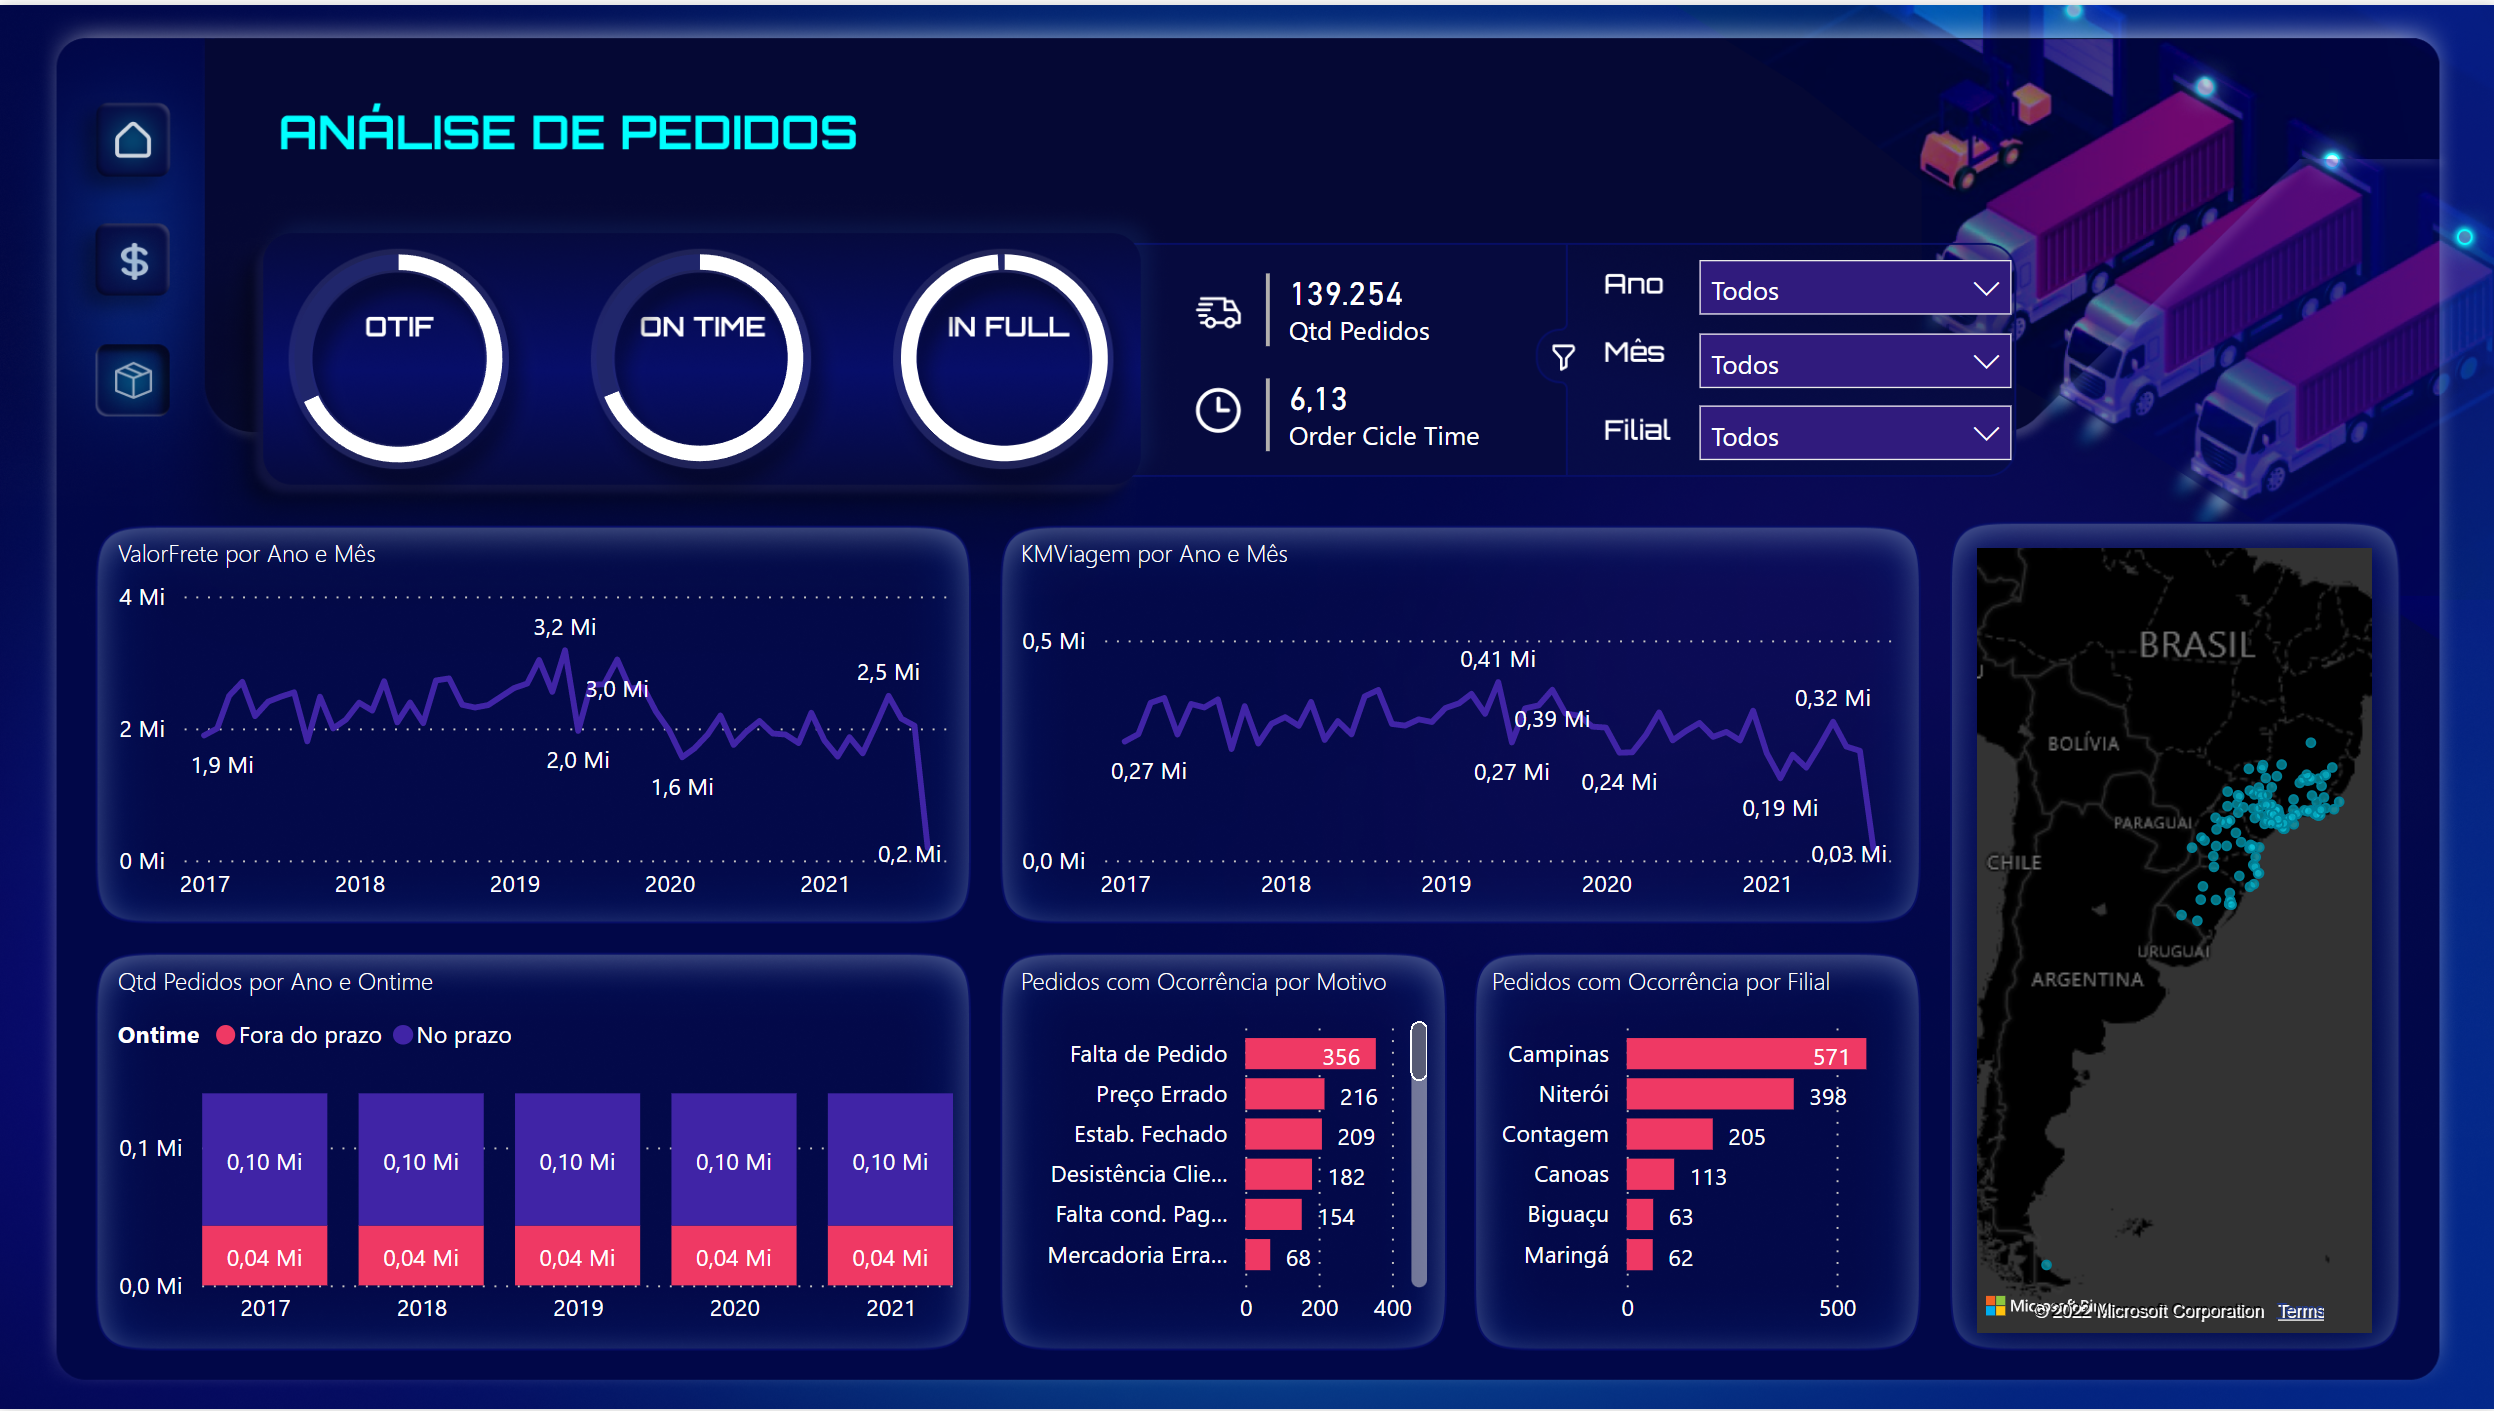 ANÁLISE DE PEDIDOS
OTIF
ON TIME
IN FULL
139.254
Qtd Pedidos
6,13
Order Cicle Time
Ano
Todos
Mês
Todos
Filial
Todos
ValorFrete por Ano e Mês
4 Mi
2 Mi
0 Mi
3,2 Mi
2,5 Mi
3,0 Mi
1,9 Mi
2,0 Mi
1,6 Mi
0,2 Mi
2017 2018 2019 2020 2021
KMViagem por Ano e Mês
0,5 Mi
0,0 Mi
0,41 Mi
0,32 Mi
0,39 Mi
0,27 Mi
0,27 Mi
0,24 Mi
0,19 Mi
0,03 Mi
2017 2018 2019 2020 2021
BRASIL
BOLÍVIA
PARAGUAI
CHILE
URUGUAI
ARGENTINA
© 2022 Microsoft Corporation Terms
Qtd Pedidos por Ano e Ontime
Ontime Fora do prazo No prazo
0,1 Mi
0,0 Mi
0,10 Mi 0,10 Mi 0,10 Mi 0,10 Mi 0,10 Mi
0,04 Mi 0,04 Mi 0,04 Mi 0,04 Mi 0,04 Mi
2017 2018 2019 2020 2021
Pedidos com Ocorrência por Motivo
Falta de Pedido 356
Preço Errado 216
Estab. Fechado 209
Desistência Clie... 182
Falta cond. Pag... 154
Mercadoria Erra... 68
0 200 400
Pedidos com Ocorrência por Filial
Campinas 571
Niterói 398
Contagem 205
Canoas 113
Biguaçu 63
Maringá 62
0 500